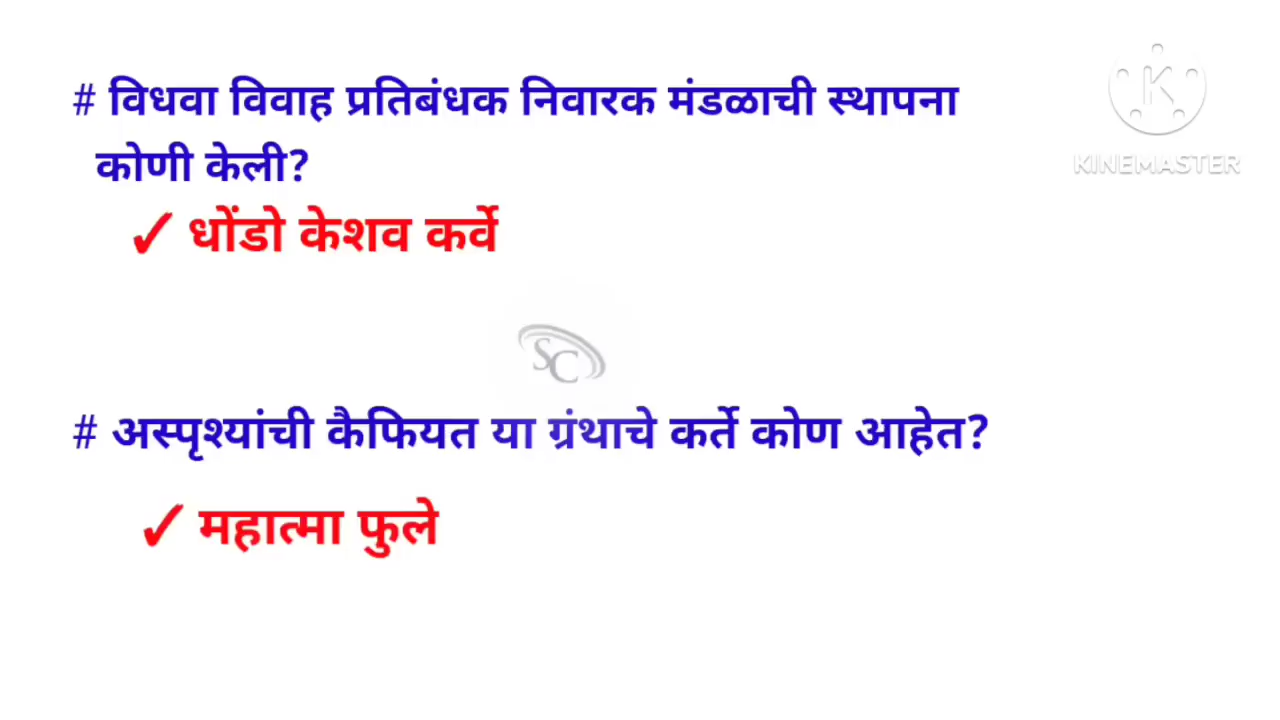 # विधवा विवाह प्रतिबंधक निवारक मंडळाची स्थापना
कोणी केली?
✓ धोंडो केशव कर्वे
# अस्पृश्यांची कैफियत या ग्रंथाचे कर्ते कोण आहेत?
✓ महात्मा फुले
K
KINEMASTER
SC